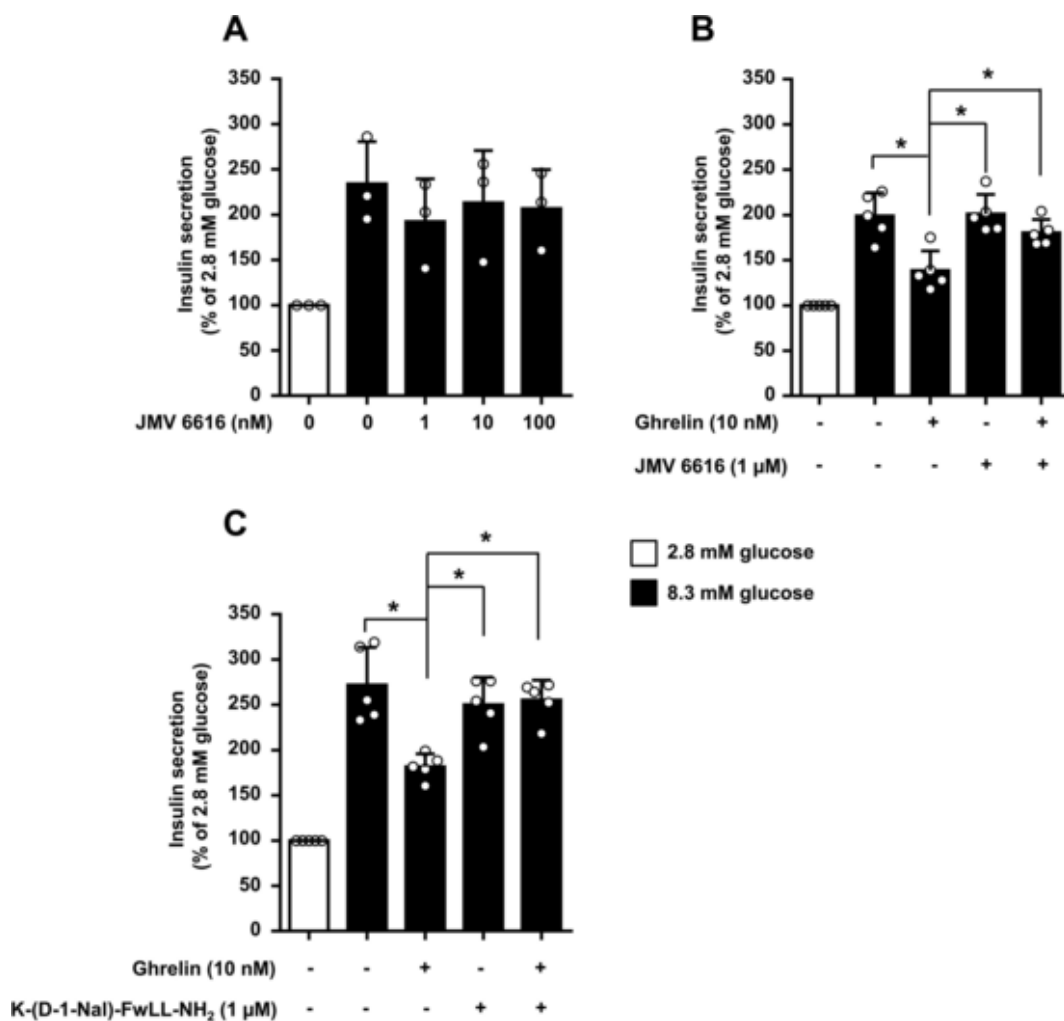 A
Insulin secretion
(% of 2.8 mM glucose)
350
300
250
200
150
100
50
0
JMV 6616 (nM) 0 0 1 10 100
B
Insulin secretion
(% of 2.8 mM glucose)
350
300
250
200
150
100
50
0
* * *
Ghrelin (10 nM) - - + - +
JMV 6616 (1 µM) - - - + +
C
Insulin secretion
(% of 2.8 mM glucose)
350
300
250
200
150
100
50
0
* * *
Ghrelin (10 nM) - - + - +
K-(D-1-Nal)-FwLL-NH₂ (1 µM) - - - + +
2.8 mM glucose
8.3 mM glucose